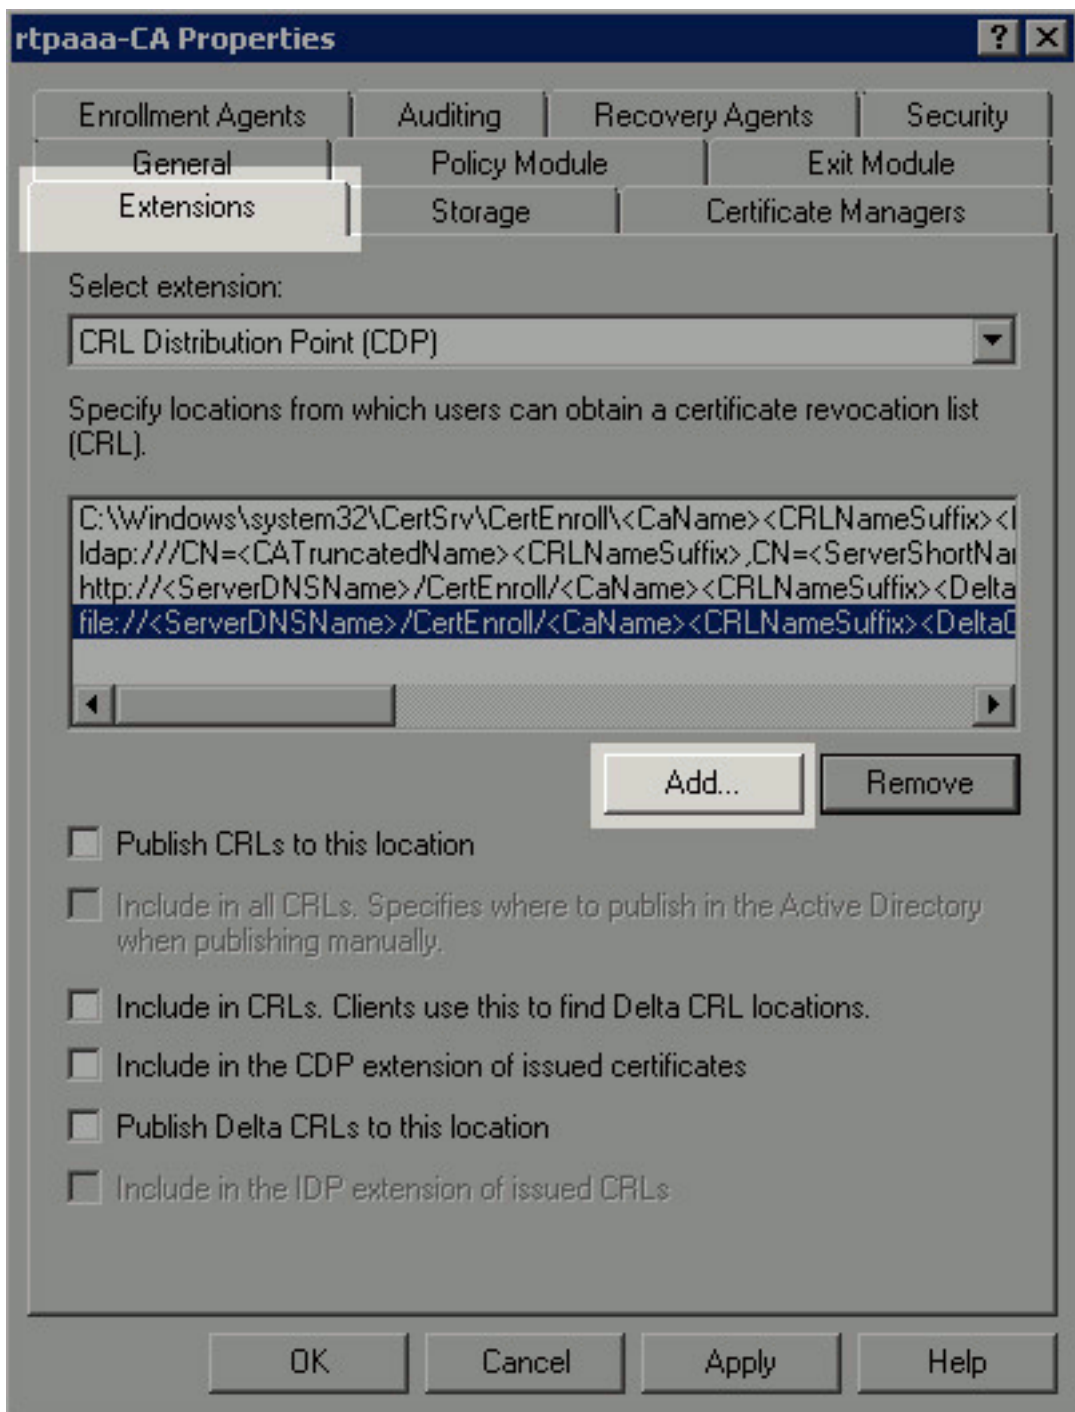 rtpaaa-CA Properties
Enrollment Agents Auditing Recovery Agents Security
General Policy Module Exit Module
Extensions Storage Certificate Managers
Select extension:
CRL Distribution Point (CDP)
Specify locations from which users can obtain a certificate revocation list
(CRL).
C:\Windows\system32\CertSrv\CertEnroll\<CaName><CRLNameSuffix><
ldap:///CN=<CATruncatedName><CRLNameSuffix>,CN=<ServerShortNa
http://<ServerDNSName>/CertEnroll/<CaName><CRLNameSuffix><Delta
file://<ServerDNSName>/CertEnroll/<CaName><CRLNameSuffix><DeltaC
Add... Remove
Publish CRLs to this location
Include in all CRLs. Specifies where to publish in the Active Directory
when publishing manually.
Include in CRLs. Clients use this to find Delta CRL locations.
Include in the CDP extension of issued certificates
Publish Delta CRLs to this location
Include in the IDP extension of issued CRLs
OK Cancel Apply Help